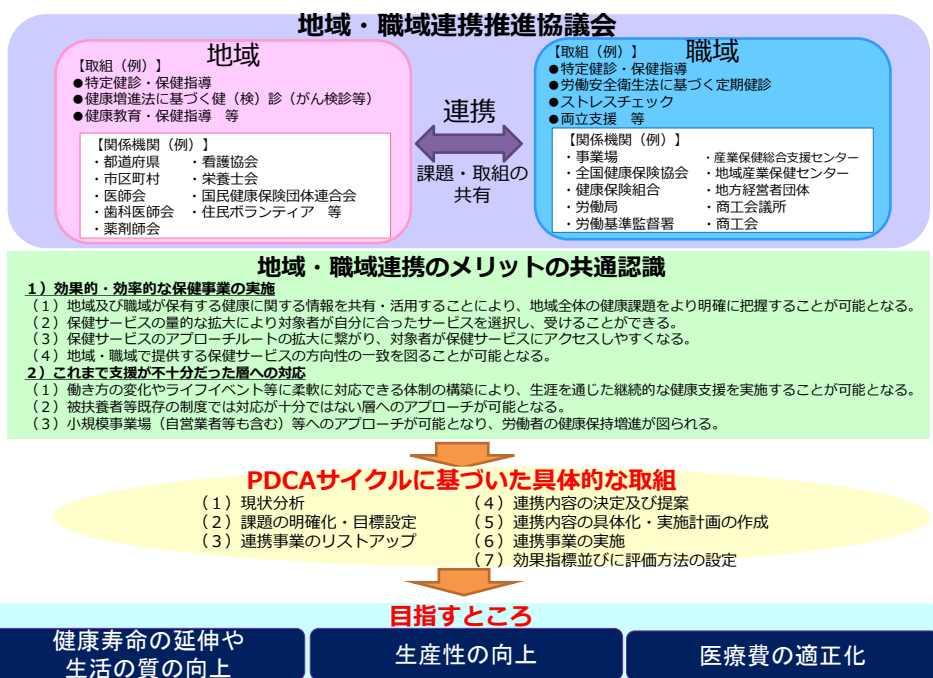 地域・職域連携推進協議会
地域
【取組（例）】
●特定健診・保健指導
●健康増進法に基づく健（検）診（がん検診等）
●健康教育・保健指導　等
【関係機関（例）】
・都道府県　・看護協会
・市区町村　・栄養士会
・医師会　・国民健康保険団体連合会
・歯科医師会　・住民ボランティア　等
・薬剤師会
連携
課題・取組の
共有
職域
【取組（例）】
●特定健診・保健指導
●労働安全衛生法に基づく定期健診
●ストレスチェック
●両立支援　等
【関係機関（例）】
・事業場　・産業保健総合支援センター
・全国健康保険協会　・地域産業保健センター
・健康保険組合　・地方経営者団体
・労働局　・商工会議所
・労働基準監督署　・商工会
地域・職域連携のメリットの共通認識
１）効果的・効率的な保健事業の実施
（１）地域及び職域が保有する健康に関する情報を共有・活用することにより、地域全体の健康課題をより明確に把握することが可能となる。
（２）保健サービスの量的な拡大により対象者が自分に合ったサービスを選択し、受けることができる。
（３）保健サービスのアプローチルートの拡大に繋がり、対象者が保健サービスにアクセスしやすくなる。
（４）地域・職域で提供する保健サービスの方向性の一致を図ることが可能となる。
２）これまで支援が不十分だった層への対応
（１）働き方の変化やライフイベント等に柔軟に対応できる体制の構築により、生涯を通じた継続的な健康支援を実施することが可能となる。
（２）被扶養者等既存の制度では対応が十分ではない層へのアプローチが可能となる。
（３）小規模事業場（自営業者等も含む）等へのアプローチが可能となり、労働者の健康保持増進が図られる。
PDCAサイクルに基づいた具体的な取組
（１）現状分析
（２）課題の明確化・目標設定
（３）連携事業のリストアップ
（４）連携内容の決定及び提案
（５）連携内容の具体化・実施計画の作成
（６）連携事業の実施
（７）効果指標並びに評価方法の設定
目指すところ
健康寿命の延伸や
生活の質の向上
生産性の向上
医療費の適正化